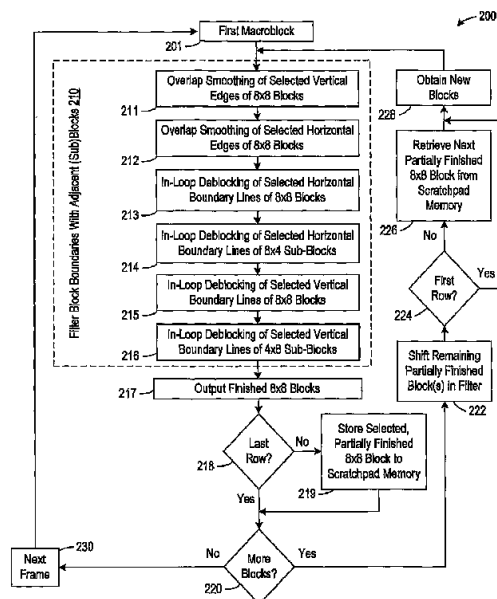 200
First Macroblock
201
Filter Block Boundaries With Adjacent (Sub)Blocks 210
Overlap Smoothing of Selected Vertical
Edges of 8x8 Blocks
211
Overlap Smoothing of Selected Horizontal
Edges of 8x8 Blocks
212
In-Loop Deblocking of Selected Horizontal
Boundary Lines of 8x8 Blocks
213
In-Loop Deblocking of Selected Horizontal
Boundary Lines of 8x4 Sub-Blocks
214
In-Loop Deblocking of Selected Vertical
Boundary Lines of 8x8 Blocks
215
In-Loop Deblocking of Selected Vertical
Boundary Lines of 4x8 Sub-Blocks
216
217
Output Finished 8x8 Blocks
Last
Row?
218
No
Yes
Store Selected,
Partially Finished
8x8 Block to
Scratchpad Memory
219
More
Blocks?
220
No
Yes
230
Next
Frame
Shift Remaining
Partially Finished
Block(s) in Filter
222
First
Row?
224
No
Yes
Retrieve Next
Partially Finished
8x8 Block from
Scratchpad
Memory
226
Obtain New
Blocks
228